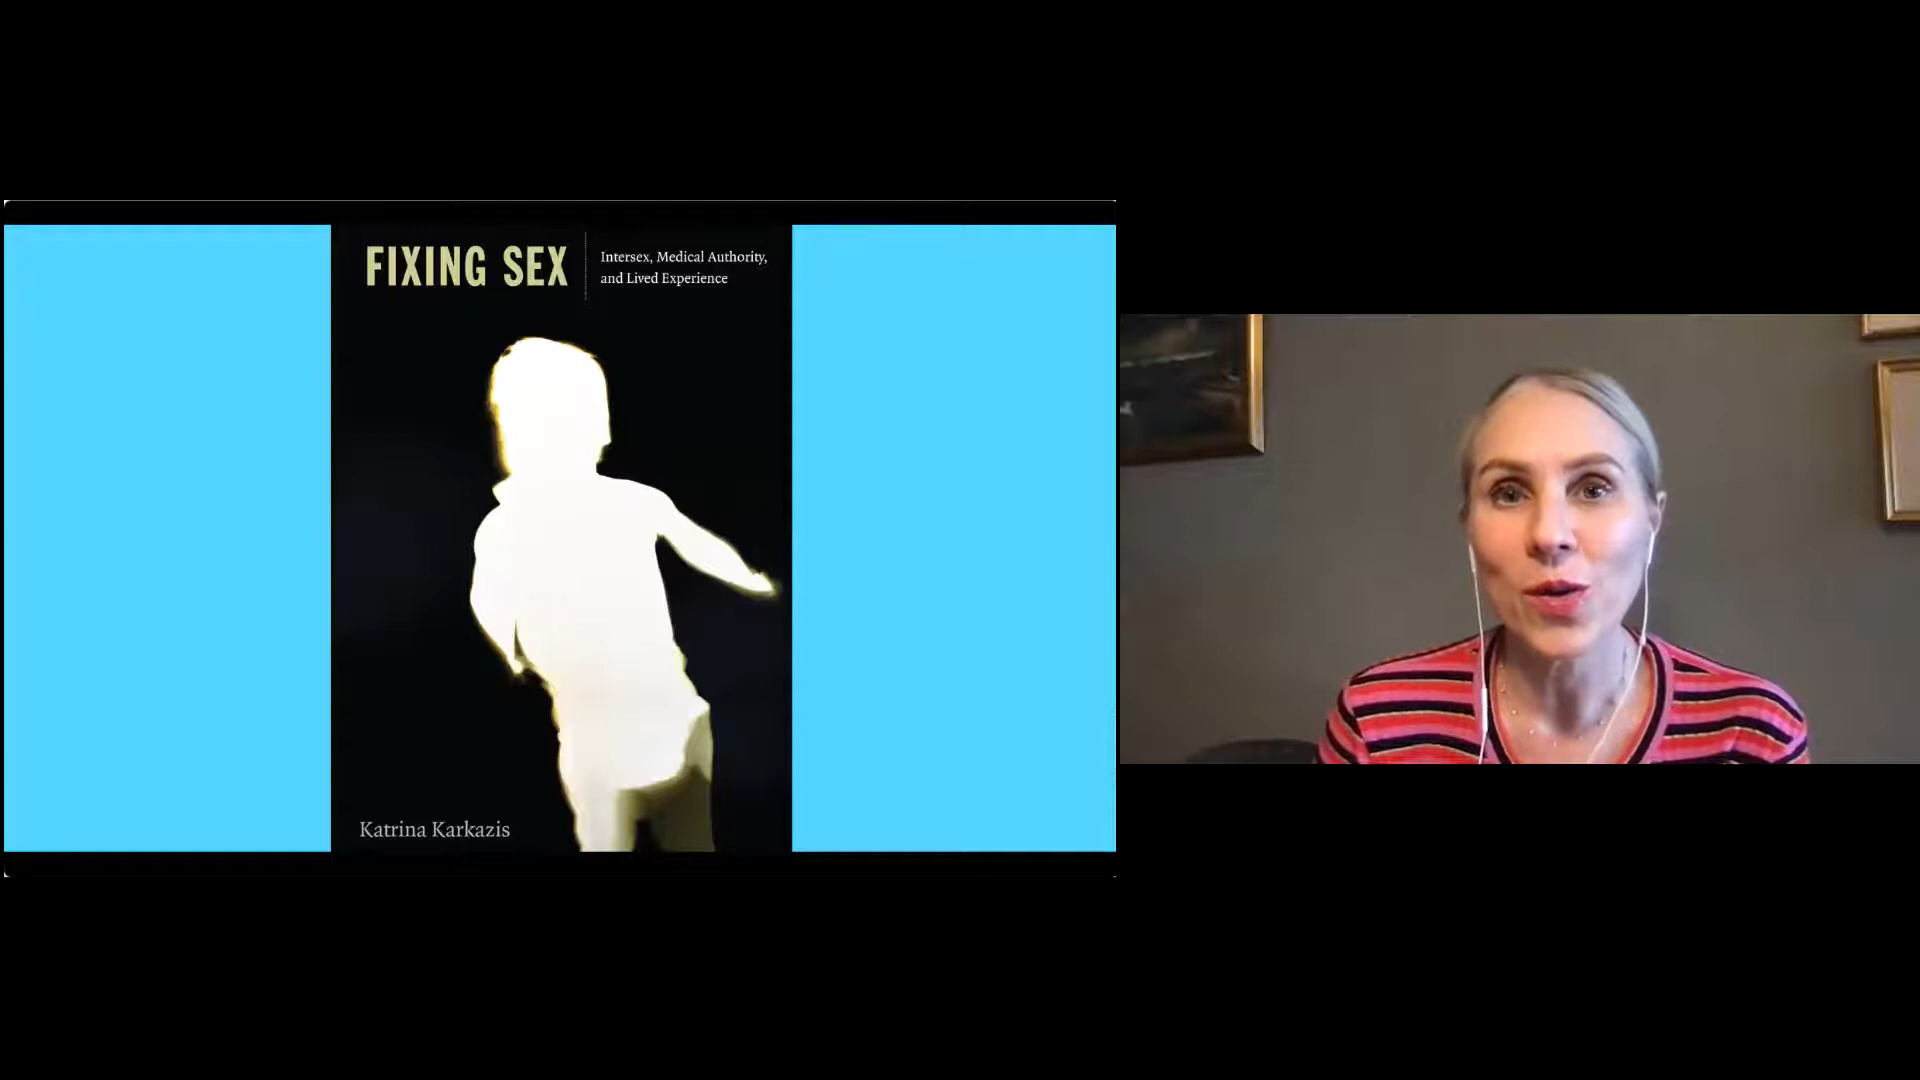 FIXING SEX
Intersex, Medical Authority,
and Lived Experience
Katrina Karkazis